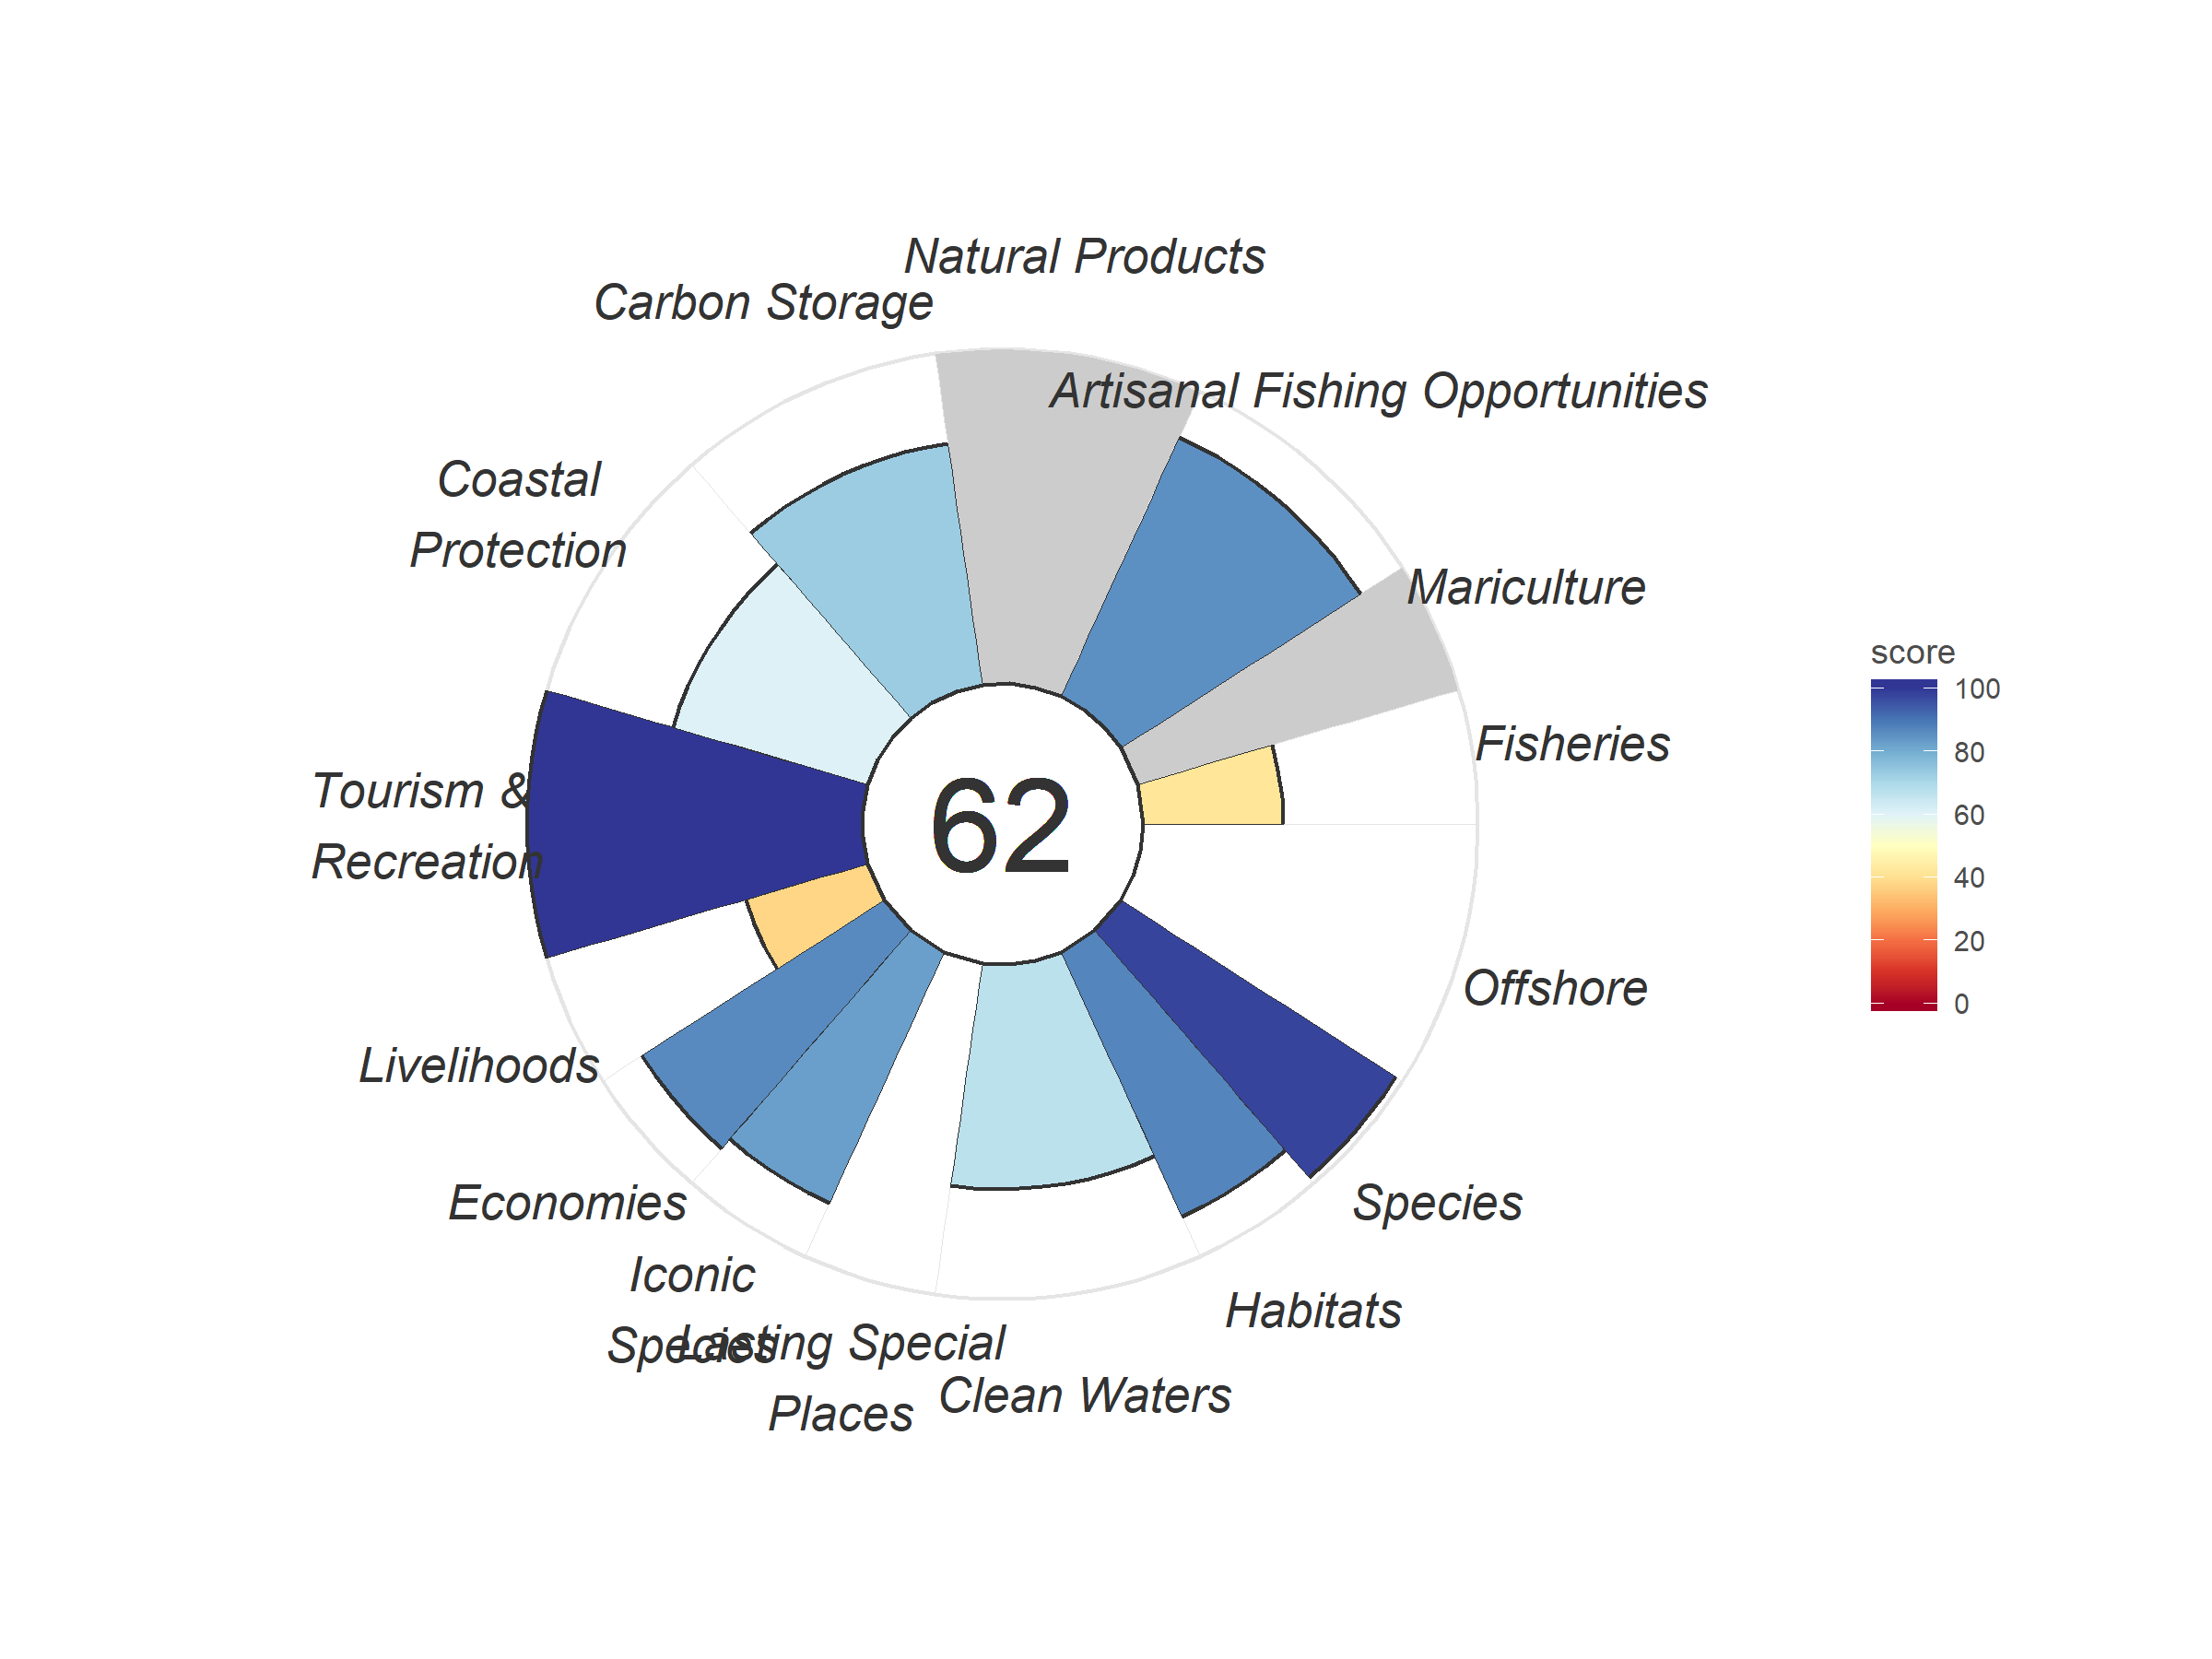 Natural Products
Carbon Storage
Artisanal Fishing Opportunities
Coastal
Protection
Mariculture
Fisheries
Tourism &
Recreation
62
Offshore
Livelihoods
Economies
Species
Iconic
Species
Habitats
Lasting Special
Places
Clean Waters
score
100
80
60
40
20
0